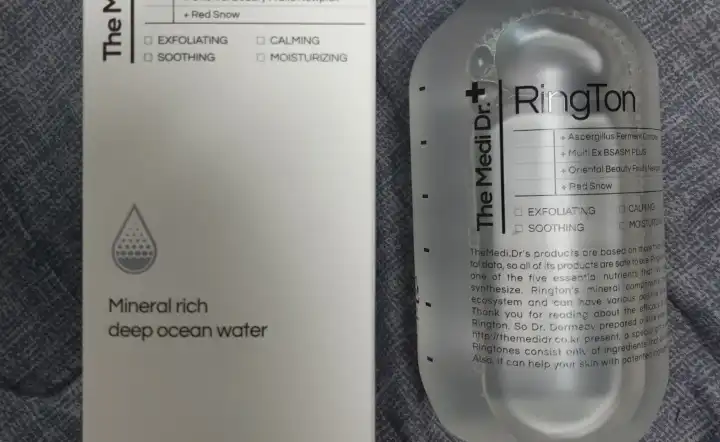 The M
+ Red Snow
□ EXFOLIATING □ CALMING
□ SOOTHING □ MOISTURIZING
Mineral rich
deep ocean water
The Medi Dr.+
RingTon
+ Aspergillus Ferment
+ Multi Ex BSASM PLUS
+ Oriental Beauty
+ Red Snow
□ EXFOLIATING □ CALMING
□ SOOTHING □
TheMedi.Dr's products are based on
so all of its products are safe
one of the five essential nutrients
synthesize. Rington's mineral
ecosystem and can have various
Thank you for reading about the
Rington. So Dr. prepared
http://themedidr.co.kr present, a
Ringtones consist only of ingredients
Also, it can help your skin with patented